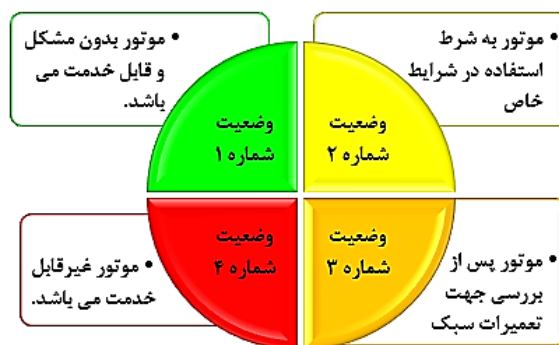 • موتور بدون مشکل
و قابل خدمت می
باشد.
• موتور به شرط
استفاده در شرایط
خاص
وضعیت
شماره ۱
وضعیت
شماره ۲
وضعیت
شماره ۴
وضعیت
شماره ۳
• موتور غیرقابل
خدمت می باشد.
• موتور پس از
بررسی جهت
تعمیرات سبک